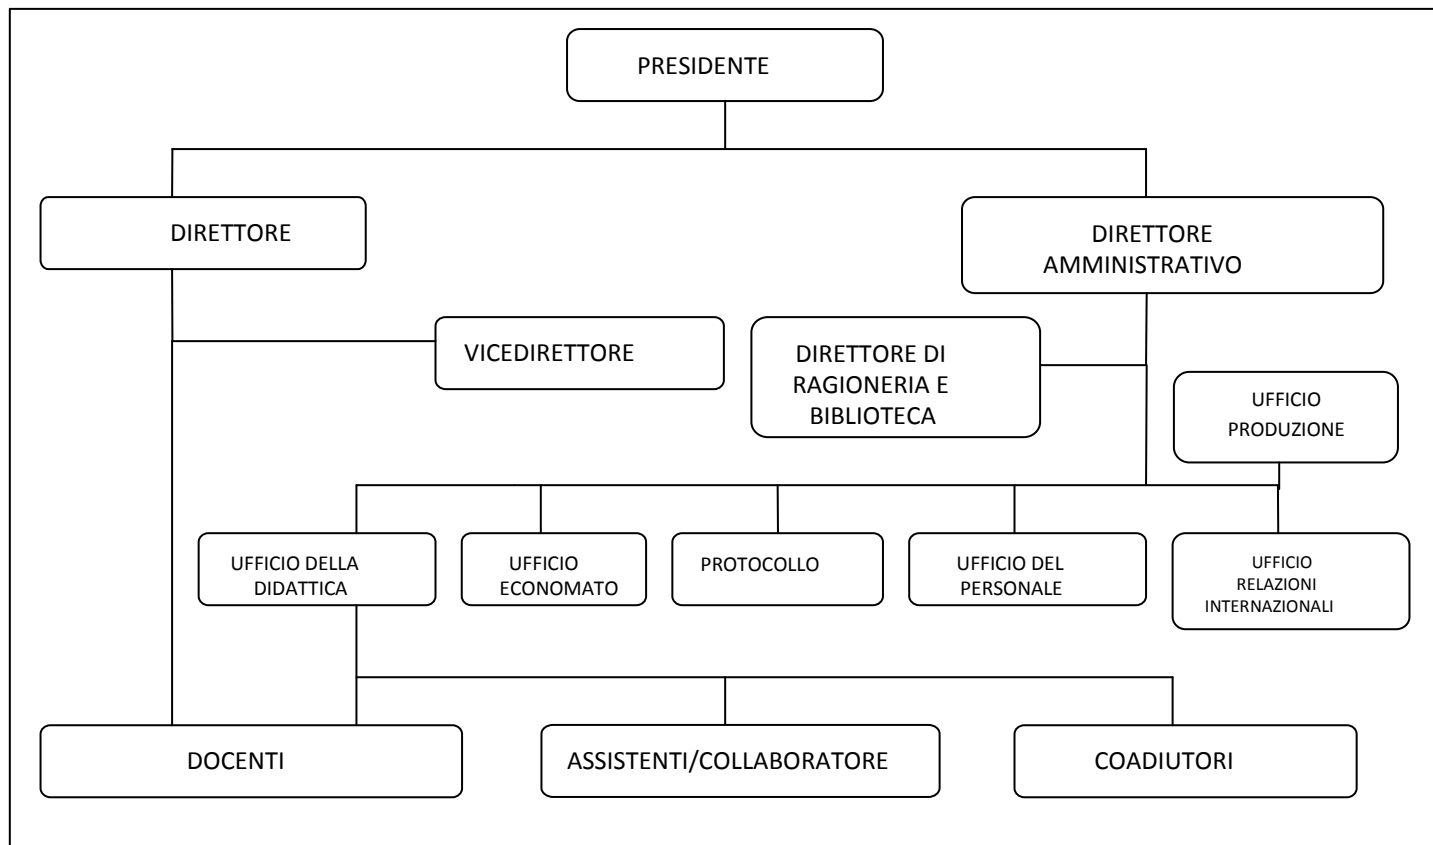 PRESIDENTE
DIRETTORE
DIRETTORE
AMMINISTRATIVO
VICEDIRETTORE
DIRETTORE DI
RAGIONERIA E
BIBLIOTECA
UFFICIO
PRODUZIONE
UFFICIO DELLA
DIDATTICA
UFFICIO
ECONOMATO
PROTOCOLLO
UFFICIO DEL
PERSONALE
UFFICIO
RELAZIONI
INTERNAZIONALI
DOCENTI
ASSISTENTI/COLLABORATORE
COADIUTORI